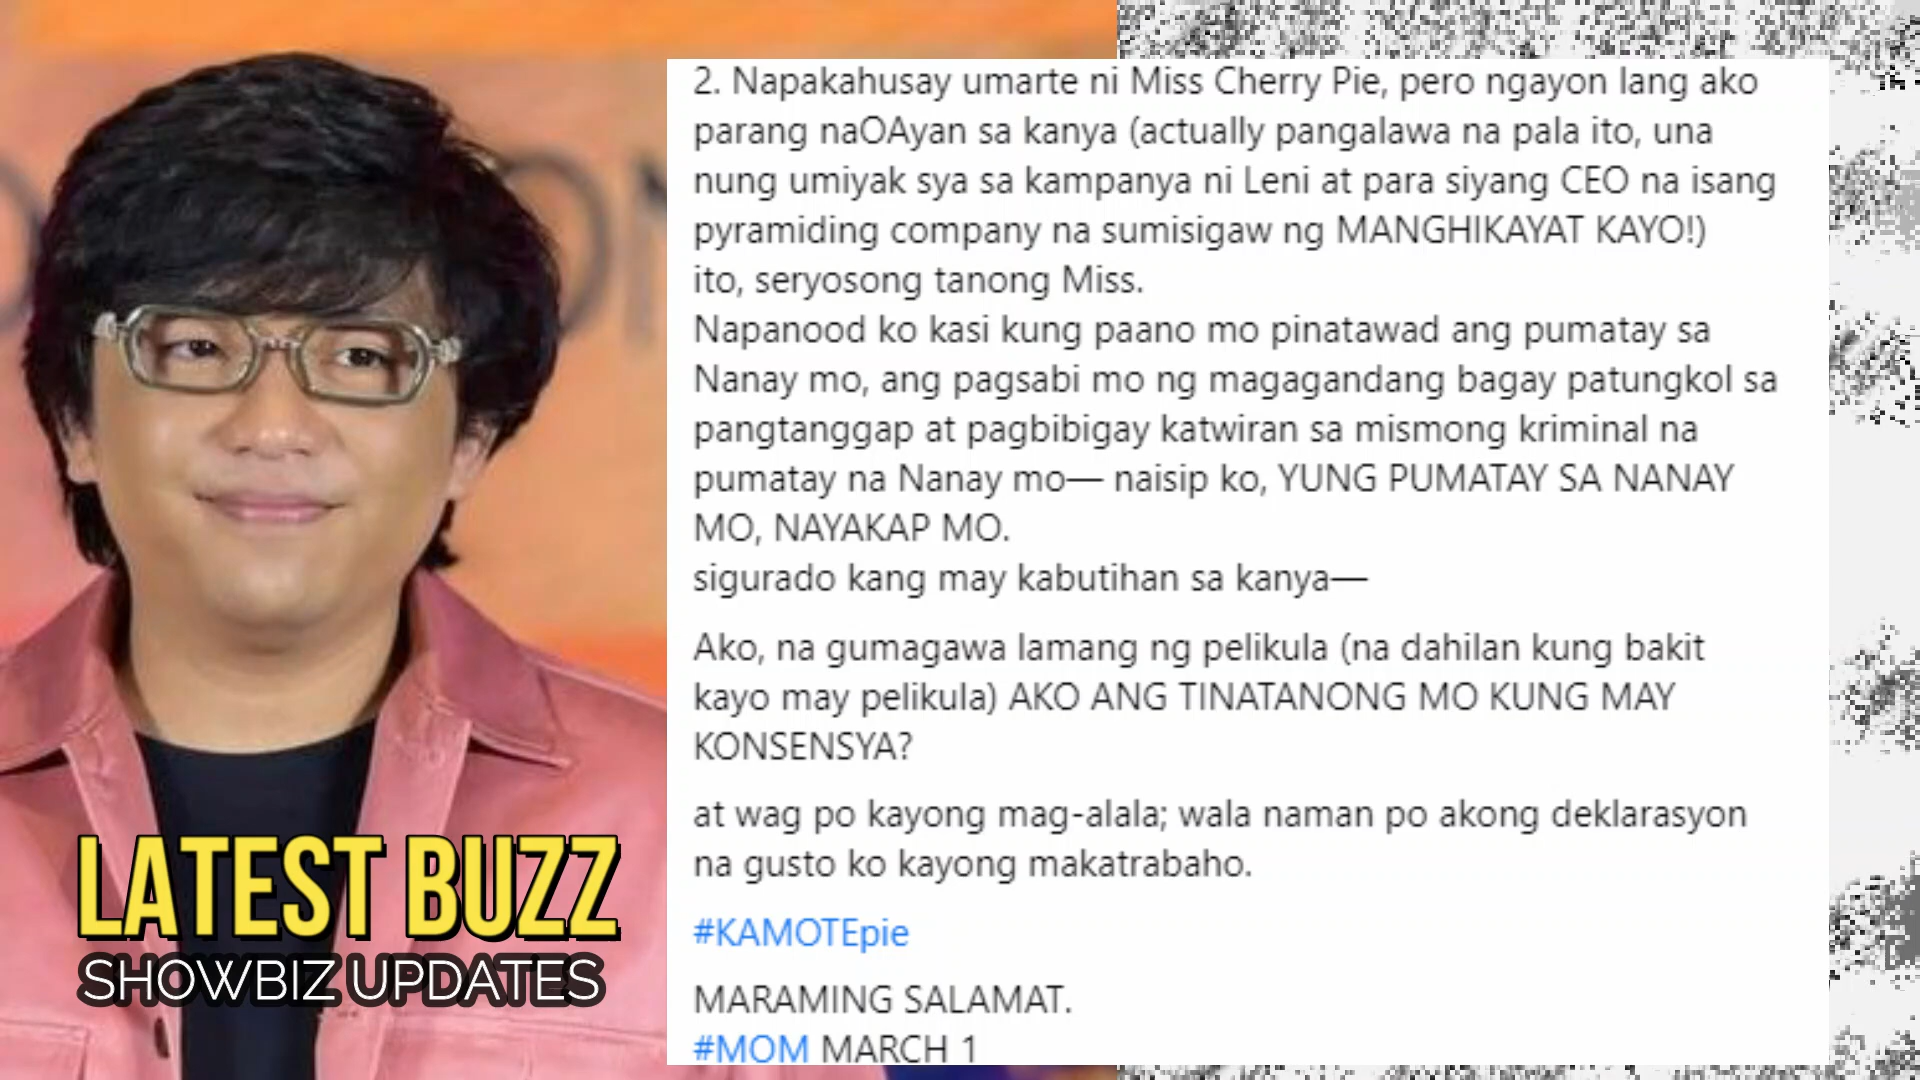 2. Napakahusay umarte ni Miss Cherry Pie, pero ngayon lang ako
parang naOAyan sa kanya (actually pangalawa na pala ito, una
nung umiyak sya sa kampanya ni Leni at para siyang CEO na isang
pyramiding company na sumisigaw ng MANGHIKAYAT KAYO!)
ito, seryosong tanong Miss.
Napanood ko kasi kung paano mo pinatawad ang pumatay sa
Nanay mo, ang pagsabi mo ng magagandang bagay patungkol sa
pangtanggap at pagbibigay katwiran sa mismong kriminal na
pumatay na Nanay mo— naisip ko, YUNG PUMATAY SA NANAY
MO, NAYAKAP MO.
sigurado kang may kabutihan sa kanya—
Ako, na gumagawa lamang ng pelikula (na dahilan kung bakit
kayo may pelikula) AKO ANG TINATANONG MO KUNG MAY
KONSENSYA?
at wag po kayong mag-alala; wala naman po akong deklarasyon
na gusto ko kayong makatrabaho.
#KAMOTEpie
MARAMING SALAMAT.
#MOM MARCH 1
LATEST BUZZ
SHOWBIZ UPDATES